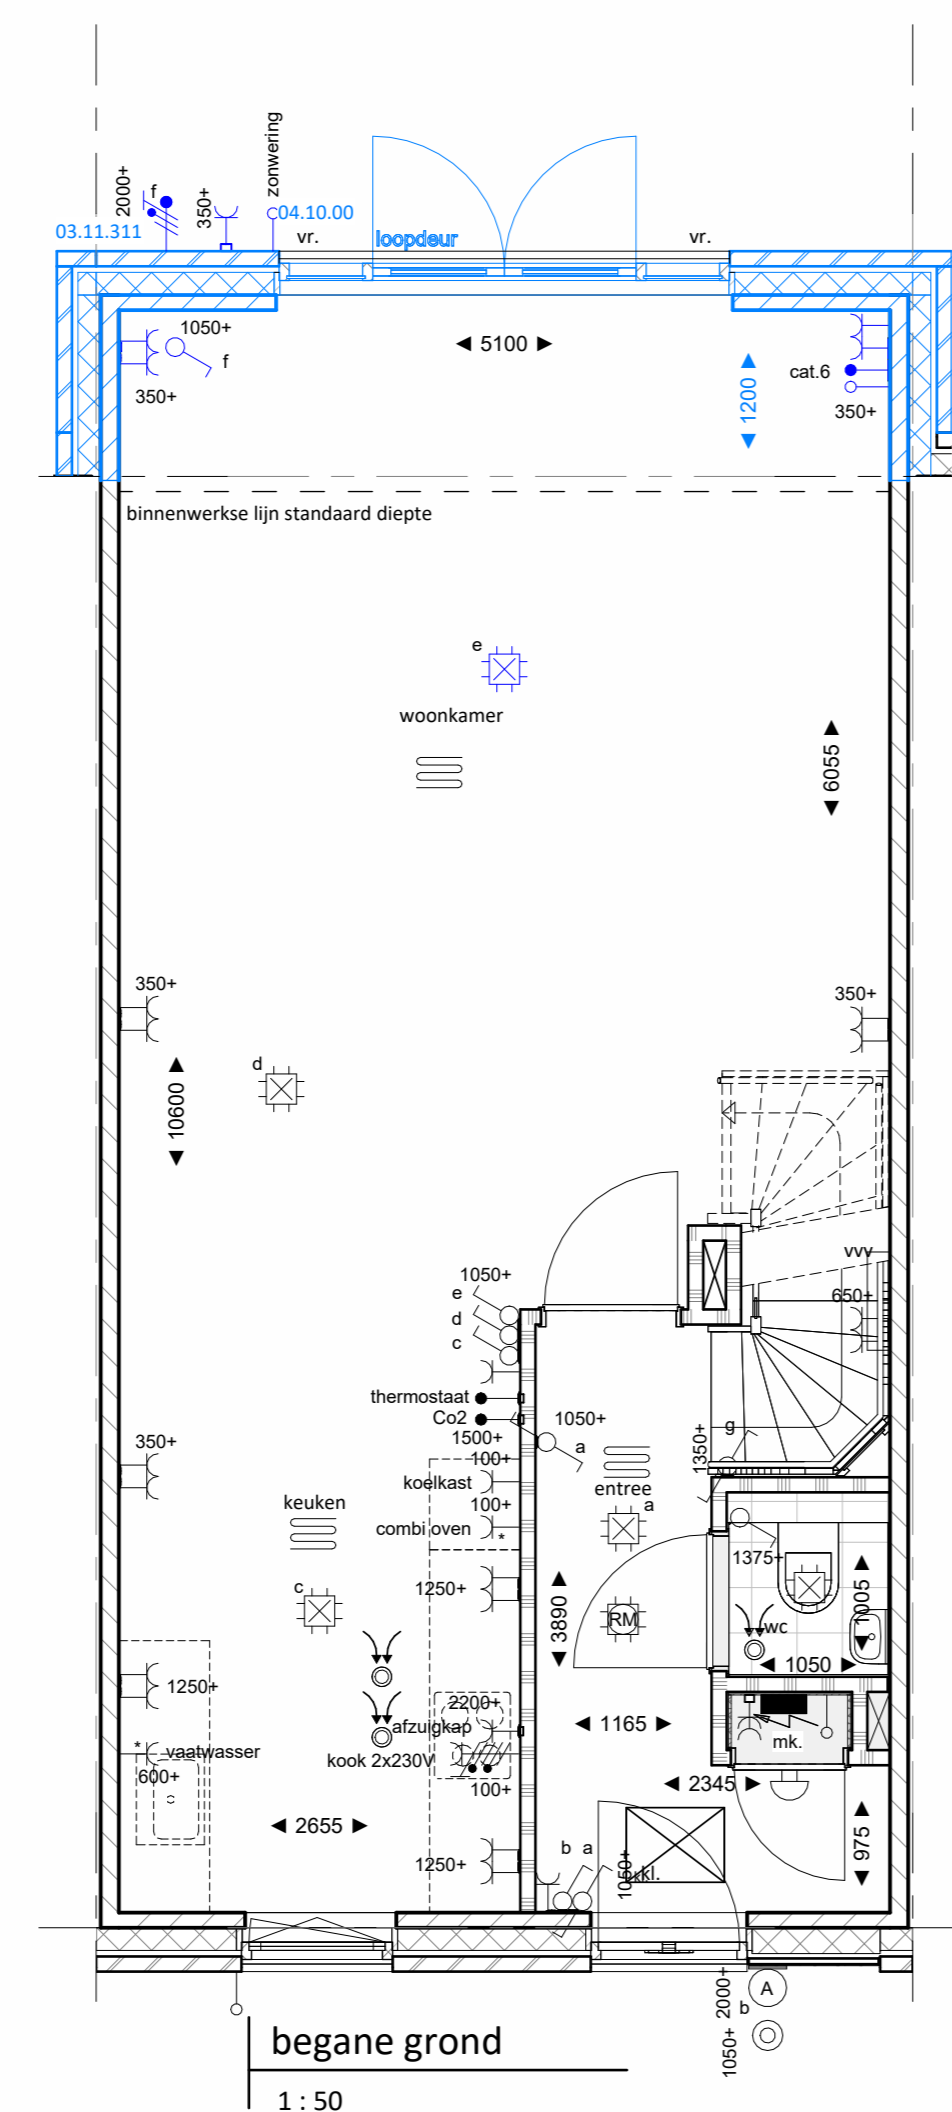 zonwering
2000+
f
350+
04.10.00
03.11.311
vr.
loopdeur
vr.
1050+
f
350+
5100
1200
cat.6
350+
binnenwerkse lijn standaard diepte
e
woonkamer
6055
350+
350+
d
10600
vvv
650+
1050+
e
d
c
thermostaat
Co2
1500+
1050+
a
g
1350+
350+
100+
koelkast
100+
combi oven
*
keuken
entree
a
1375+
c
1250+
3890
RM
1005
wc
1050
1250+
2200+
afzuigkap
kook 2x230V
100+
* vaatwasser
600+
1165
mk.
2345
2655
975
1250+
b a
1050+
kl.
2000+
b
A
1050+
begane grond
1 : 50